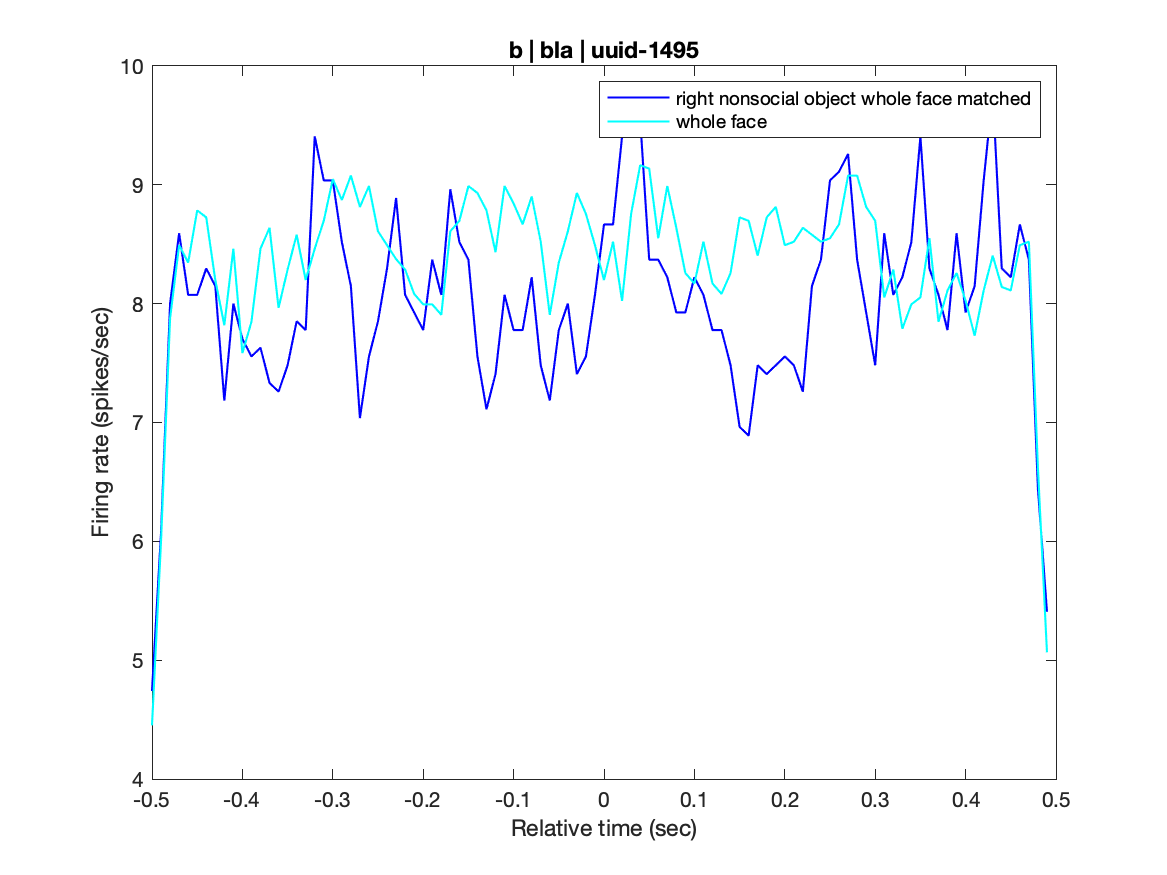 b | bla | uuid-1495
10
9
8
7
6
5
4
right nonsocial object whole face matched
whole face
Firing rate (spikes/sec)
-0.5 -0.4 -0.3 -0.2 -0.1 0 0.1 0.2 0.3 0.4 0.5
Relative time (sec)